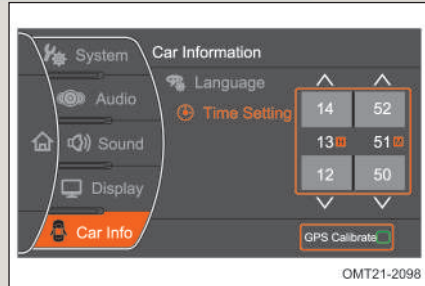 System
Car Information
Language
Audio
Time Setting
14 52
Sound
13 H 51 M
Display
12 50
Car Info
GPS Calibrate
OMT21-2098